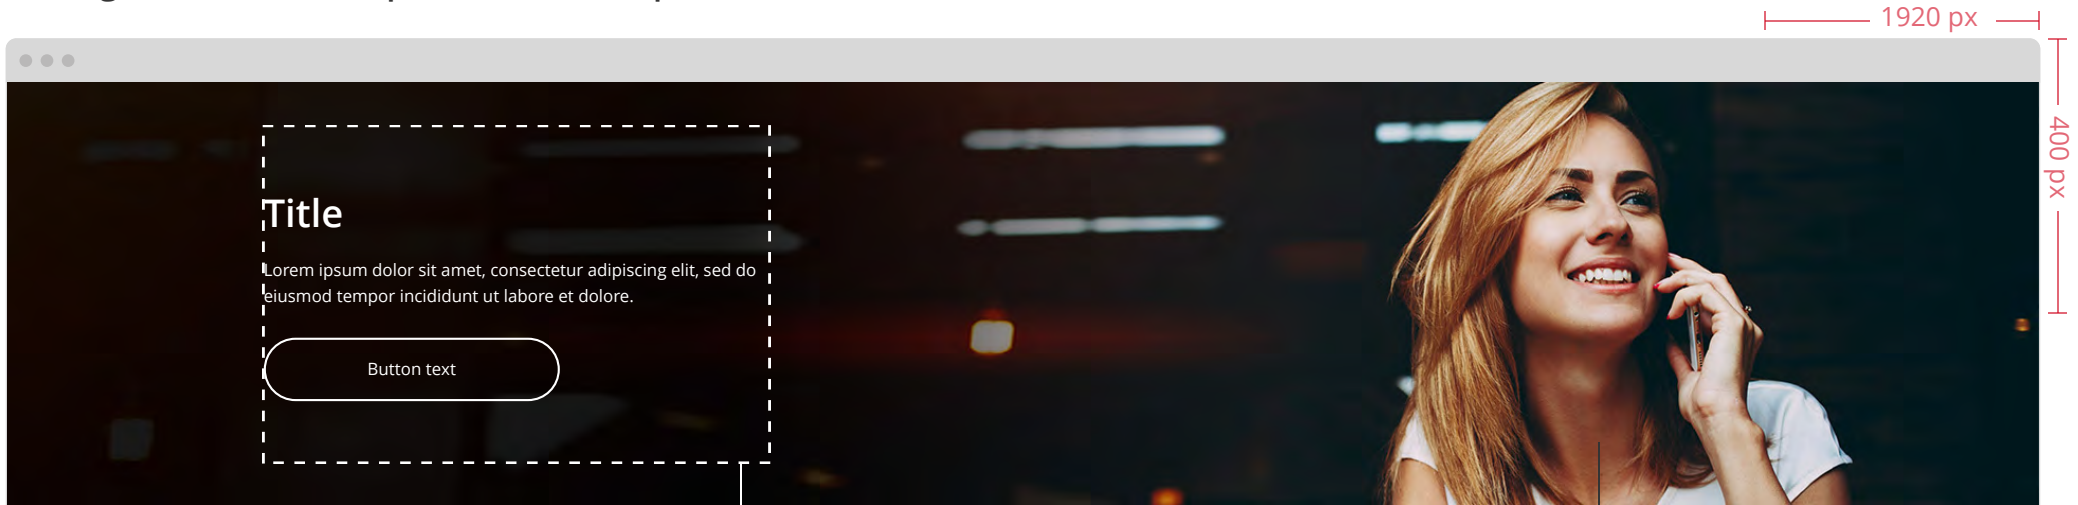 1920 px
400 px
Title
Lorem ipsum dolor sit amet, consectetur adipiscing elit, sed do
eiusmod tempor incididunt ut labore et dolore.
Button text